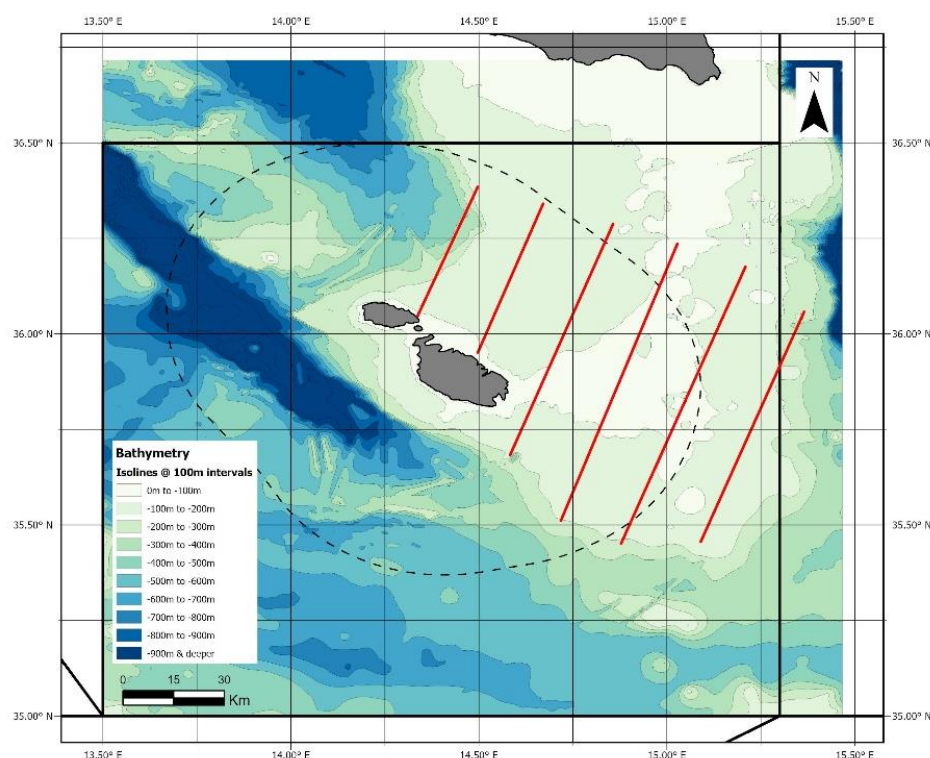 13.50° E 14.00° E 14.50° E 15.00° E 15.50° E
N
36.50° N 36.50° N
36.00° N 36.00° N
35.50° N 35.50° N
35.00° N 35.00° N
Bathymetry
Isolines @ 100m intervals
0m to -100m
-100m to -200m
-200m to -300m
-300m to -400m
-400m to -500m
-500m to -600m
-600m to -700m
-700m to -800m
-800m to -900m
-900m & deeper
0 15 30
Km
13.50° E 14.00° E 14.50° E 15.00° E 15.50° E